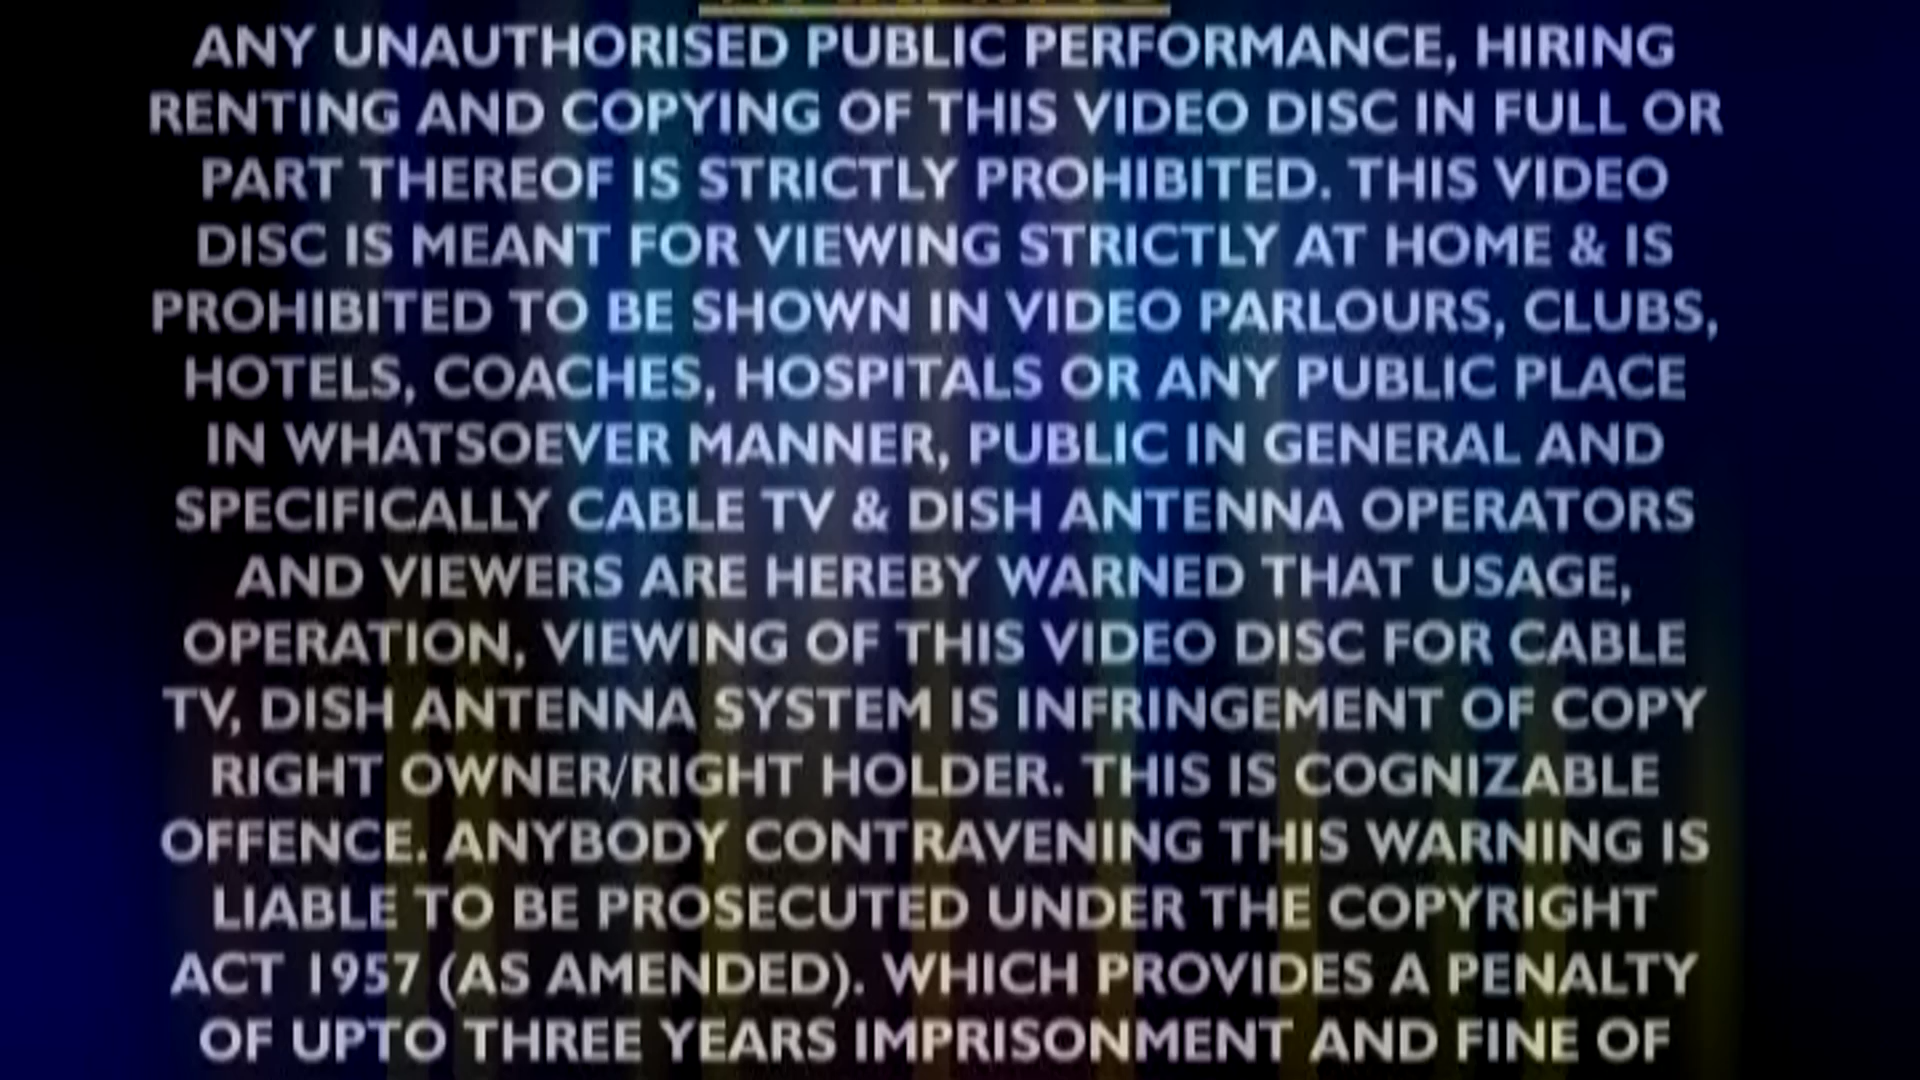 ANY UNAUTHORISED PUBLIC PERFORMANCE, HIRING
RENTING AND COPYING OF THIS VIDEO DISC IN FULL OR
PART THEREOF IS STRICTLY PROHIBITED. THIS VIDEO
DISC IS MEANT FOR VIEWING STRICTLY AT HOME & IS
PROHIBITED TO BE SHOWN IN VIDEO PARLOURS, CLUBS,
HOTELS, COACHES, HOSPITALS OR ANY PUBLIC PLACE
IN WHATSOEVER MANNER, PUBLIC IN GENERAL AND
SPECIFICALLY CABLE TV & DISH ANTENNA OPERATORS
AND VIEWERS ARE HEREBY WARNED THAT USAGE,
OPERATION, VIEWING OF THIS VIDEO DISC FOR CABLE
TV, DISH ANTENNA SYSTEM IS INFRINGEMENT OF COPY
RIGHT OWNER/RIGHT HOLDER. THIS IS COGNIZABLE
OFFENCE. ANYBODY CONTRAVENING THIS WARNING IS
LIABLE TO BE PROSECUTED UNDER THE COPYRIGHT
ACT 1957 (AS AMENDED). WHICH PROVIDES A PENALTY
OF UPTO THREE YEARS IMPRISONMENT AND FINE OF